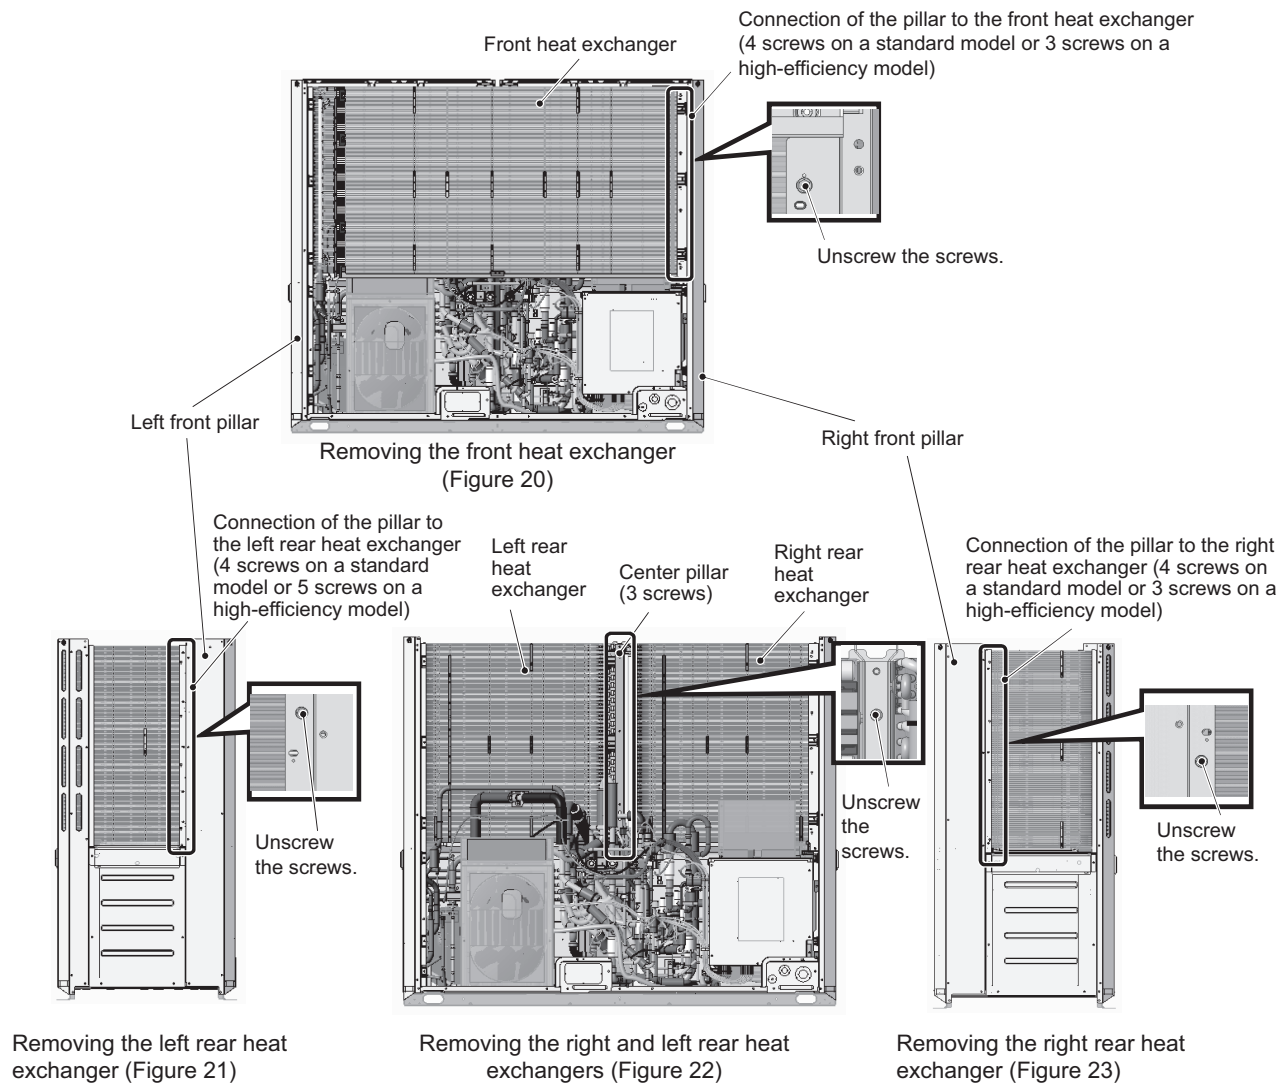 Connection of the pillar to the front heat exchanger
(4 screws on a standard model or 3 screws on a
high-efficiency model)
Front heat exchanger
Unscrew the screws.
Left front pillar
Right front pillar
Removing the front heat exchanger
(Figure 20)
Connection of the pillar to
the left rear heat exchanger
(4 screws on a standard
model or 5 screws on a
high-efficiency model)
Left rear
heat
exchanger
Center pillar
(3 screws)
Right rear
heat
exchanger
Connection of the pillar to the right
rear heat exchanger (4 screws on
a standard model or 3 screws on a
high-efficiency model)
Unscrew
the screws.
Unscrew
the
screws.
Unscrew
the screws.
Removing the left rear heat
exchanger (Figure 21)
Removing the right and left rear heat
exchangers (Figure 22)
Removing the right rear heat
exchanger (Figure 23)